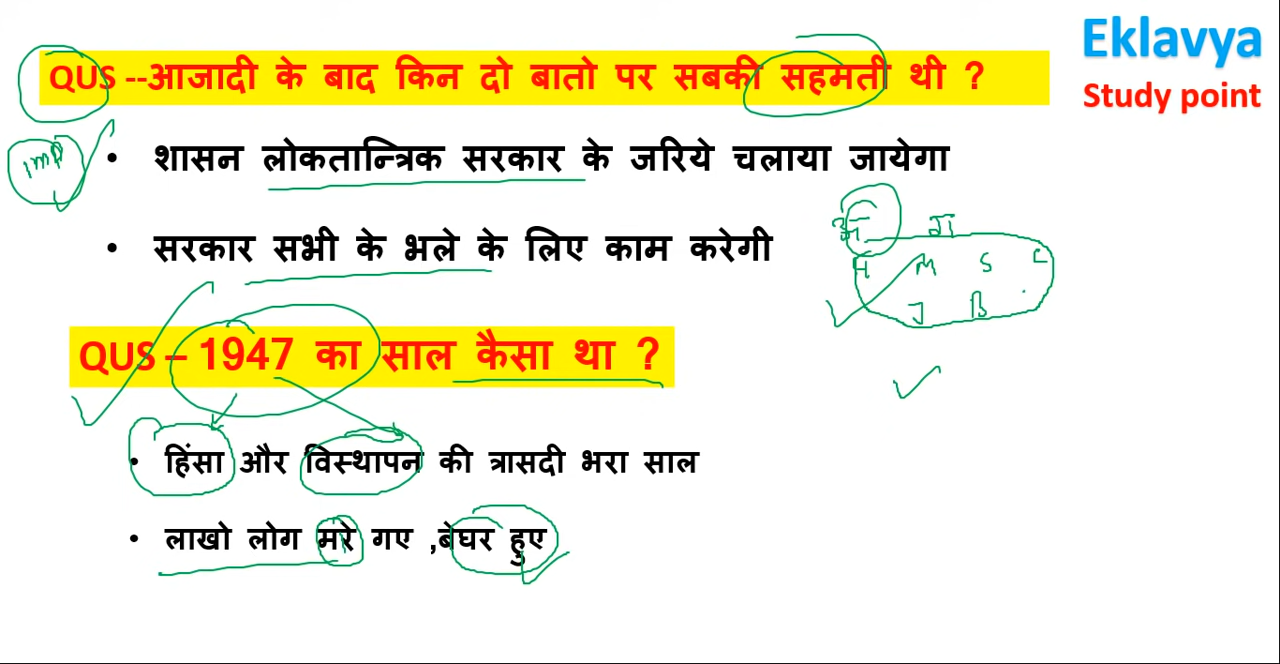 Eklavya
Study point
QUS --आजादी के बाद किन दो बातो पर सबकी सहमती थी ?
imp
• शासन लोकतान्त्रिक सरकार के जरिये चलाया जायेगा
• सरकार सभी के भले के लिए काम करेगी
H M S C
J B
QUS – 1947 का साल कैसा था ?
• हिंसा और विस्थापन की त्रासदी भरा साल
• लाखो लोग मरे गए ,बेघर हुए